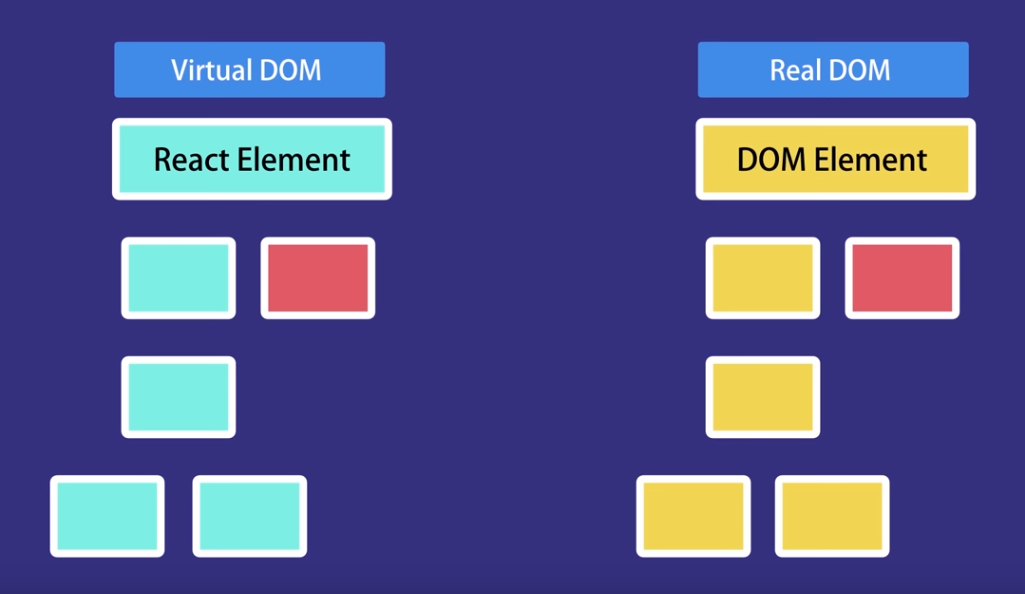 Virtual DOM
Real DOM
React Element
DOM Element